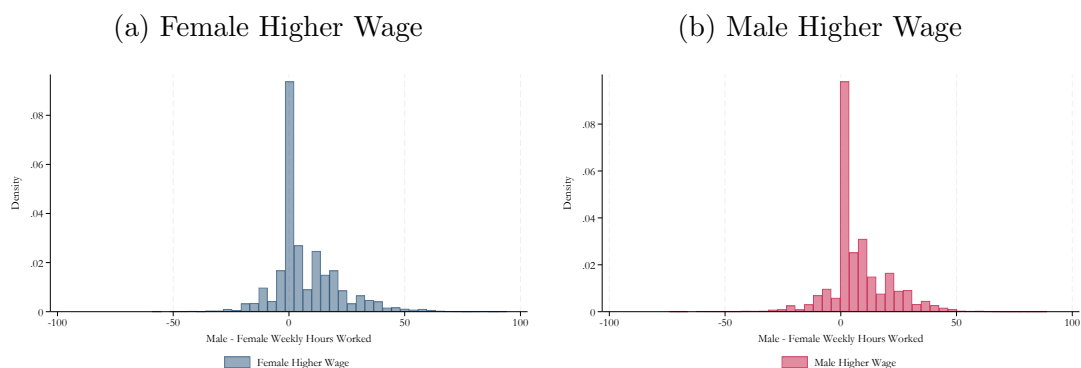 (a) Female Higher Wage
Density
.08
.06
.04
.02
0
-100
-50
0
50
100
Male - Female Weekly Hours Worked
Female Higher Wage
(b) Male Higher Wage
Density
.08
.06
.04
.02
0
-100
-50
0
50
100
Male - Female Weekly Hours Worked
Male Higher Wage